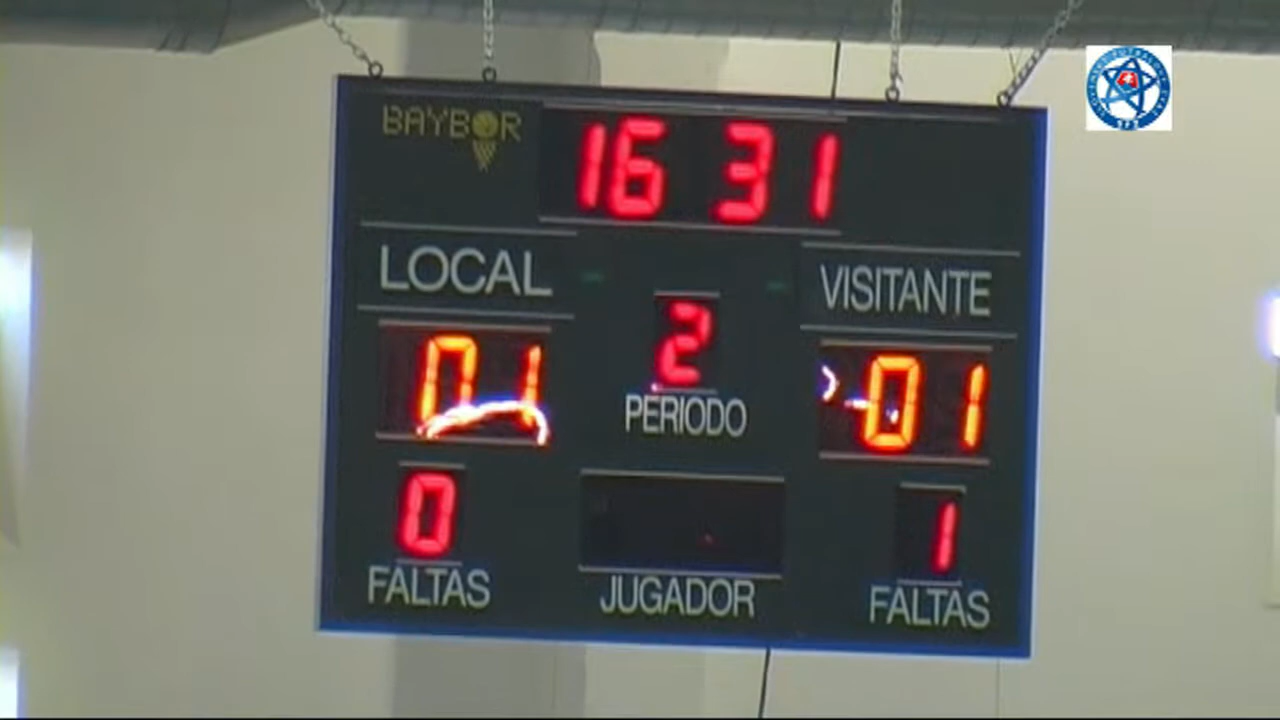 BAYBOR
16 31
LOCAL
VISITANTE
2
PERIODO
01
01
0
1
FALTAS
JUGADOR
FALTAS